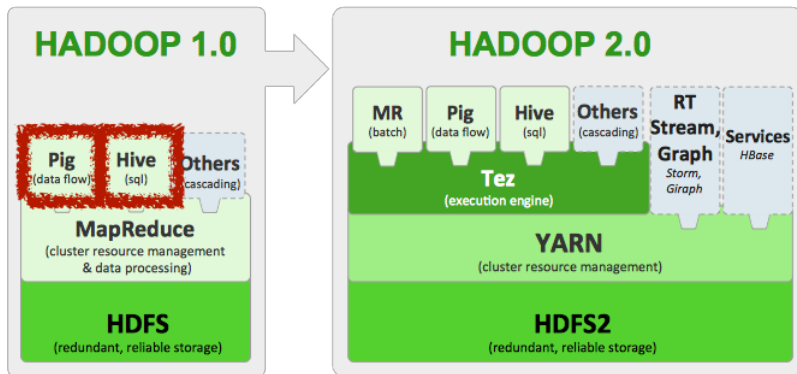 HADOOP 1.0
Pig
(data flow)
Hive
(sql)
Others
(cascading)
MapReduce
(cluster resource management
& data processing)
HDFS
(redundant, reliable storage)
HADOOP 2.0
MR
(batch)
Pig
(data flow)
Hive
(sql)
Others
(cascading)
RT
Stream,
Graph
Storm,
Giraph
Services
HBase
Tez
(execution engine)
YARN
(cluster resource management)
HDFS2
(redundant, reliable storage)